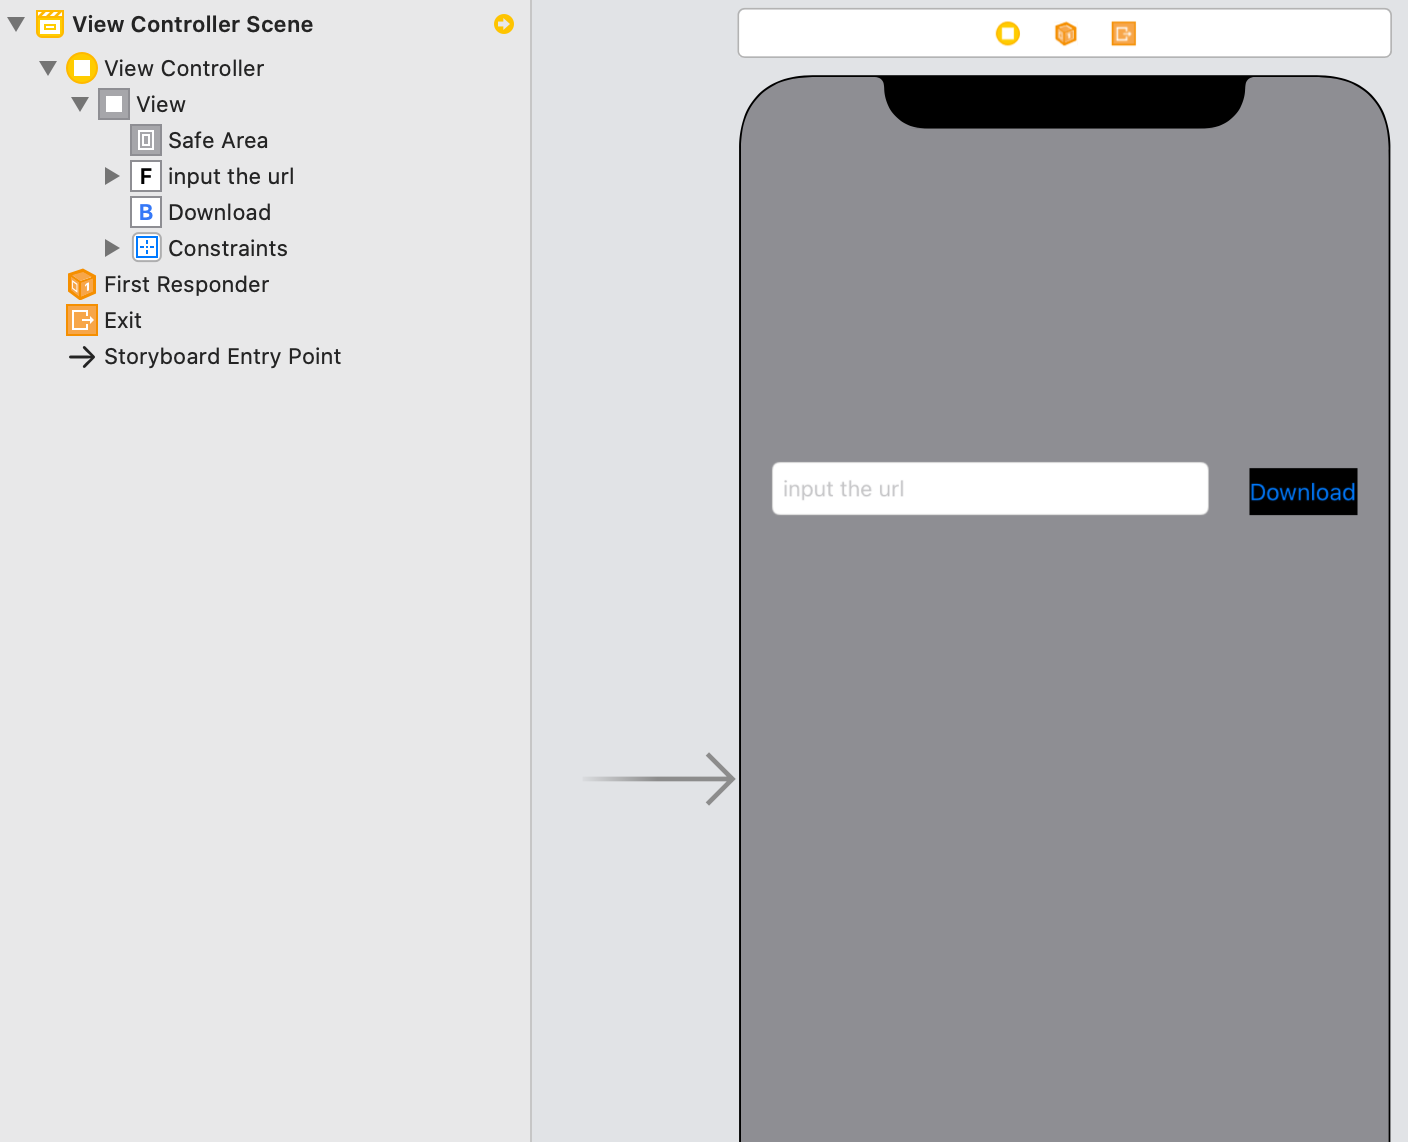 View Controller Scene
View Controller
View
Safe Area
F input the url
B Download
Constraints
First Responder
Exit
Storyboard Entry Point
input the url
Download